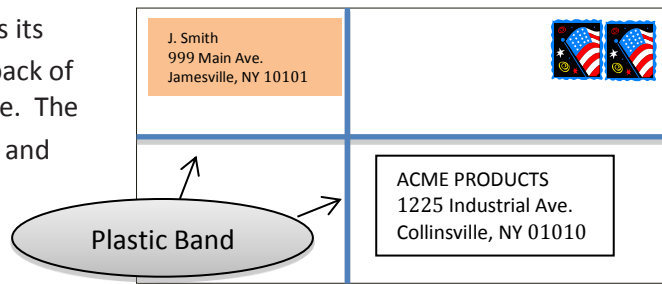 s its
back of
e. The
and
J. Smith
999 Main Ave.
Jamesville, NY 10101
ACME PRODUCTS
1225 Industrial Ave.
Collinsville, NY 01010
Plastic Band